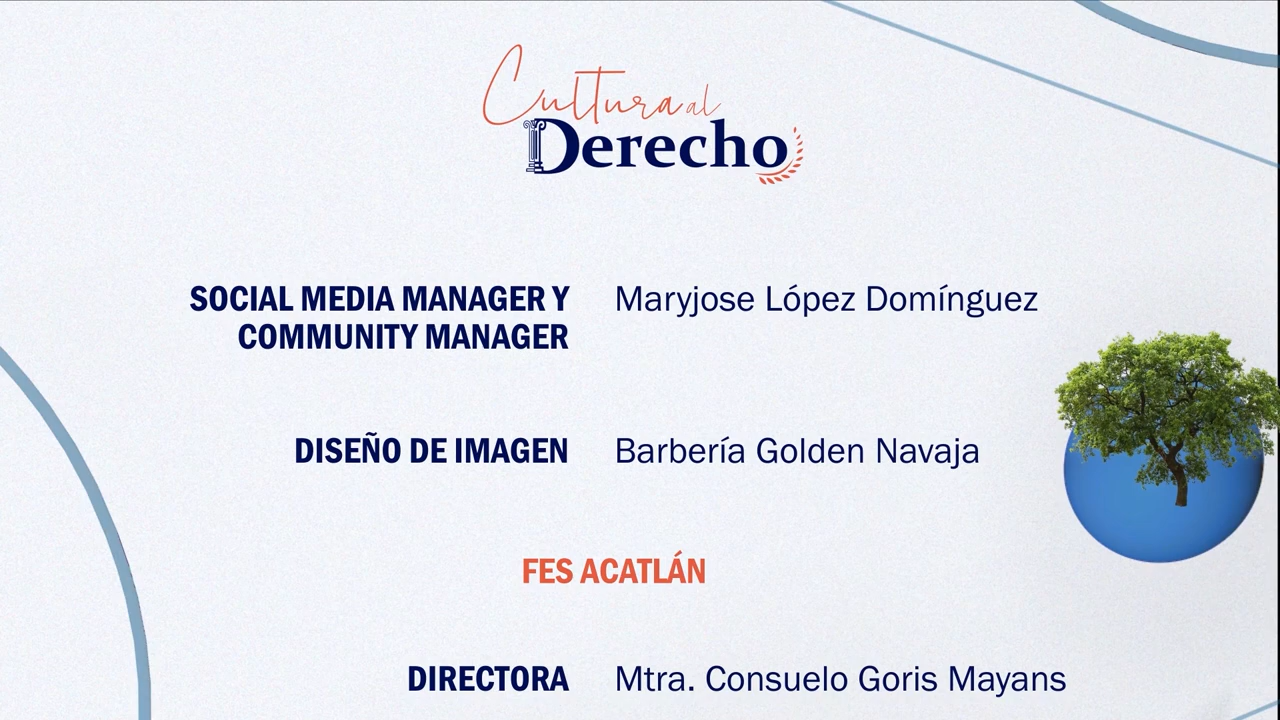 Cultura al
Derecho
SOCIAL MEDIA MANAGER Y Maryjose López Domínguez
COMMUNITY MANAGER
DISEÑO DE IMAGEN Barbería Golden Navaja
FES ACATLÁN
DIRECTORA Mtra. Consuelo Goris Mayans